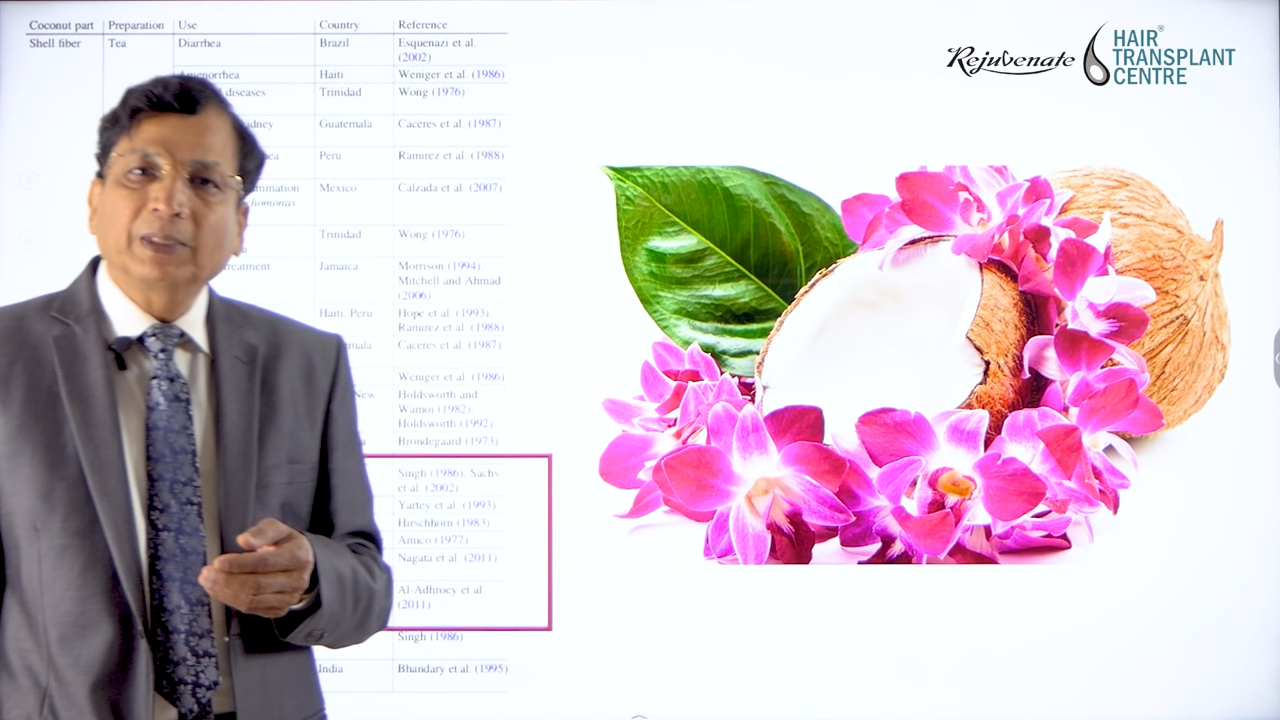 Coconut part Preparation Use Country Reference
Shell fiber Tea Diarrhea Brazil Esquenazi et al.
(2002)
Amenorrhea Haiti Weniger et al. (1986)
diseases Trinidad Wong (1976)
Guatemala Caceres et al. (1987)
Peru Ramirez et al. (1988)
Mexico Calzada et al. (2007)
homonas
Trinidad Wong (1976)
Jamaica Morrison (1994),
Mitchell and Ahmad
(2006)
Haiti, Peru Hope et al. (1993),
Ramirez et al. (1988)
Caceres et al. (1987)
Weniger et al. (1986)
New Holdsworth and
Wamoi (1982),
Holdsworth (1992)
Brondegaard (1973)
Singh (1986), Sachs
et al. (2002)
Yartey et al. (1993)
Hirschhorn (1983)
Amico (1977)
Nagata et al. (2011)
Al-Adhroey et al
(2011)
Singh (1986)
India Bhandary et al. (1995)
Rejuvenate
HAIR®
TRANSPLANT
CENTRE